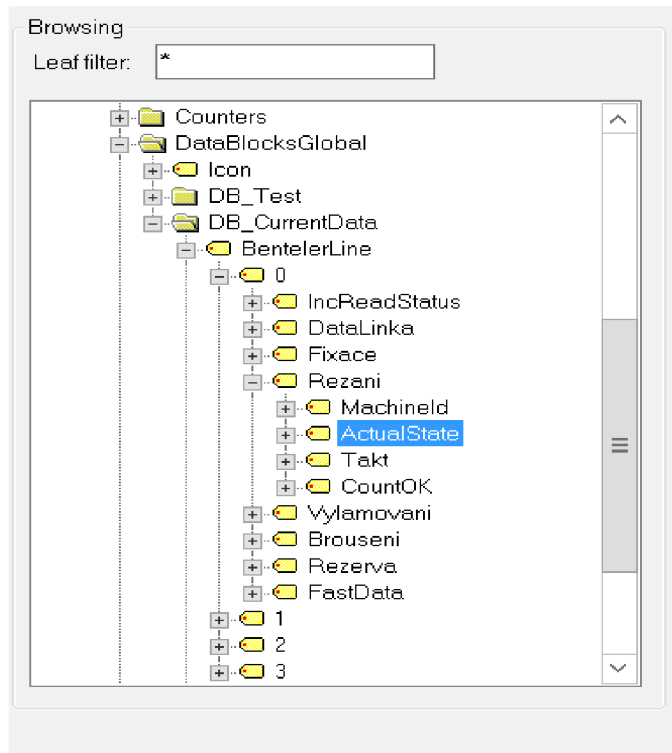 Browsing
Leaf filter: *
Counters
DataBlocksGlobal
Icon
DB_Test
DB_CurrentData
BentelerLine
0
IncReadStatus
DataLinka
Fixace
Rezani
MachineId
ActualState
Takt
CountOK
Vylamovani
Brouseni
Rezerva
FastData
1
2
3